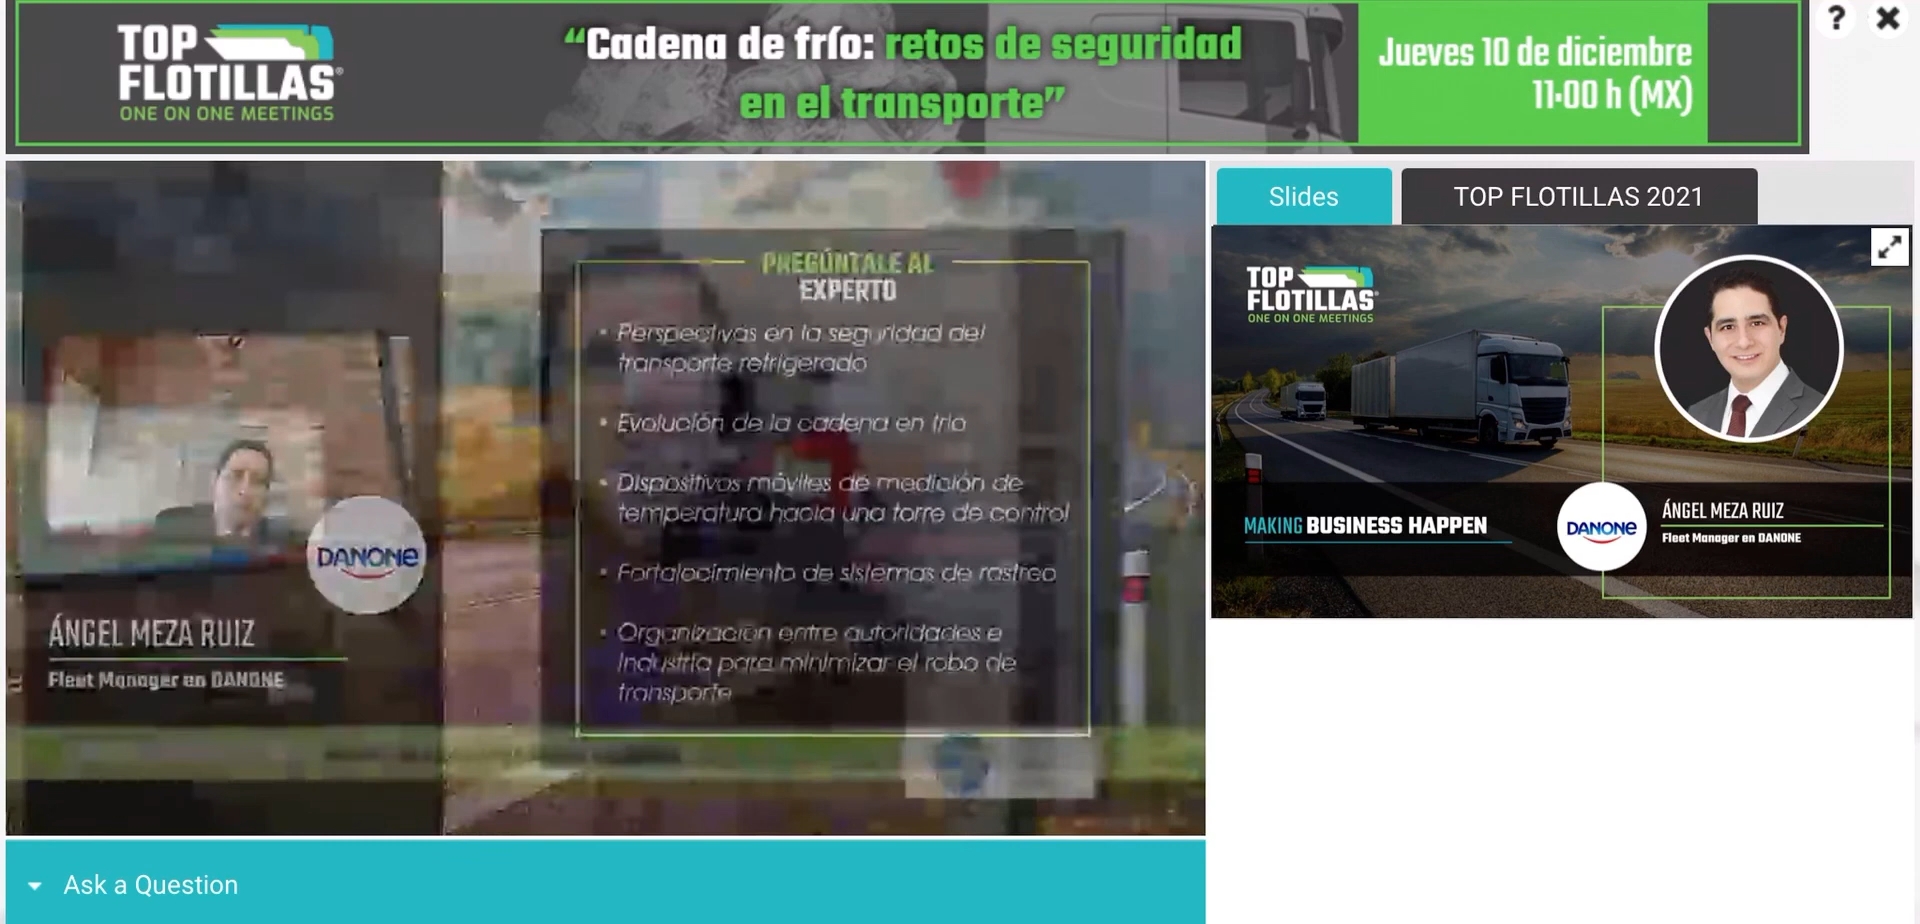 TOP
FLOTILLAS®
ONE ON ONE MEETINGS
“Cadena de frío: retos de seguridad
en el transporte”
Jueves 10 de diciembre
11:00 h (MX)
?
PREGÚNTALE AL
EXPERTO
• Perspectivas en la seguridad del
transporte refrigerado
• Evolución de la cadena en frio
• Dispositivos móviles de medición de
temperatura hacia una torre de control
• Fortalecimiento de sistemas de rastreo
• Organización entre autoridades e
industria para minimizar el robo de
transporte
DANONE
ÁNGEL MEZA RUIZ
Fleet Manager en DANONE
Ask a Question
Slides
TOP FLOTILLAS 2021
TOP
FLOTILLAS®
ONE ON ONE MEETINGS
MAKING BUSINESS HAPPEN
DANONE
ÁNGEL MEZA RUIZ
Fleet Manager en DANONE